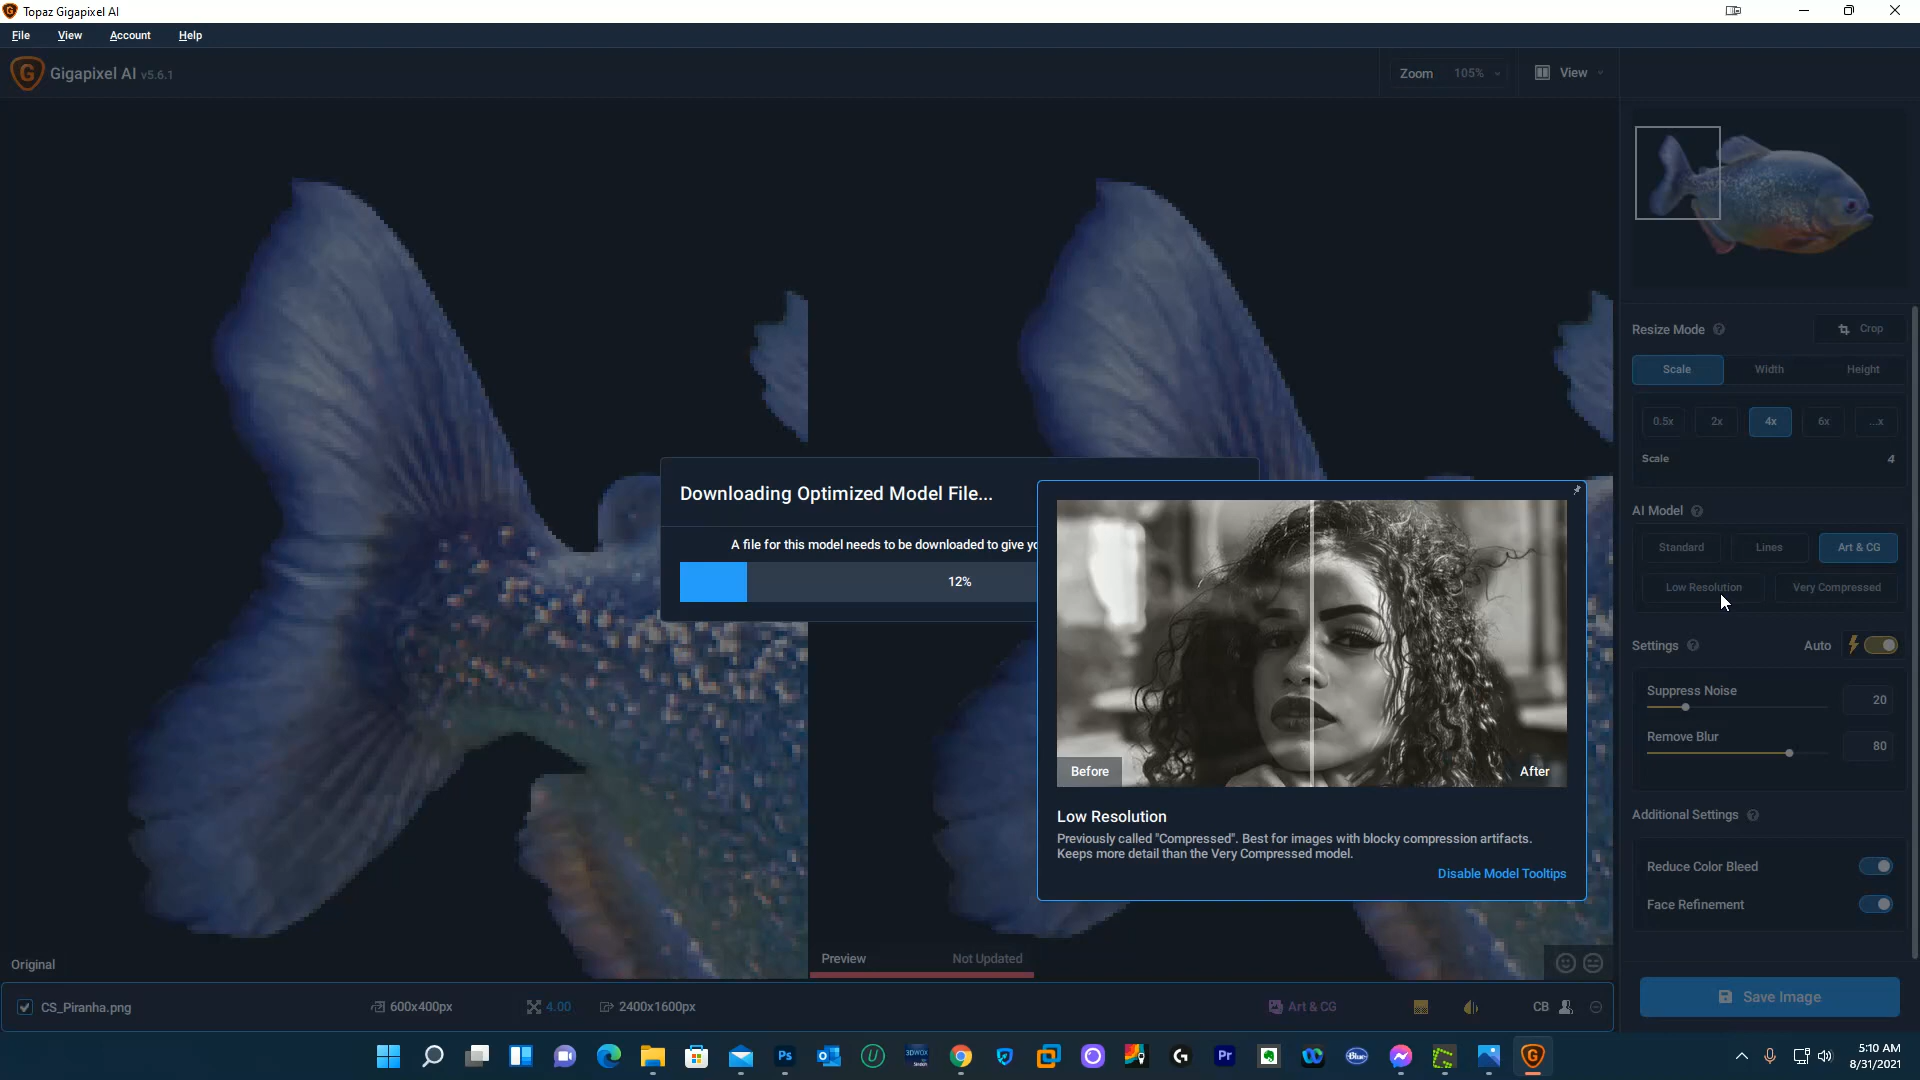 Topaz Gigapixel AI
File View Account Help
Gigapixel AI v5.6.1
Zoom 105% View
Resize Mode
Crop
Scale Width Height
0.5x 2x 4x 6x ...x
Scale 4
AI Model
Standard Lines Art & CG
Low Resolution Very Compressed
Settings Auto
Suppress Noise 20
Remove Blur 80
Additional Settings
Reduce Color Bleed
Face Refinement
Save Image
Downloading Optimized Model File...
A file for this model needs to be downloaded to give yo
12%
Before After
Low Resolution
Previously called "Compressed". Best for images with blocky compression artifacts.
Keeps more detail than the Very Compressed model.
Disable Model Tooltips
Original
Preview Not Updated
CS_Piranha.png 600x400px 4.00 2400x1600px Art & CG CB
Ps
3DWOX
Pr
Blue
5:10 AM
8/31/2021